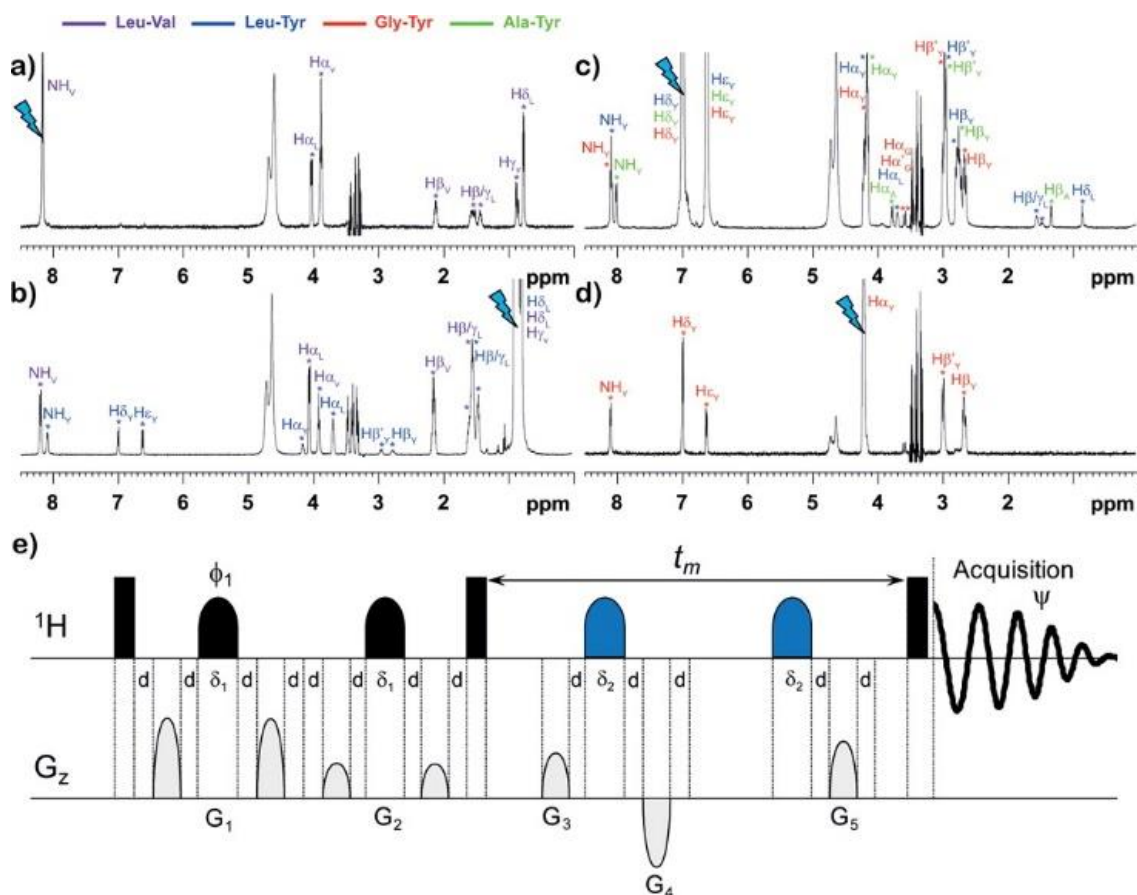 Leu-Val Leu-Tyr Gly-Tyr Ala-Tyr
a)
NHV
HαV
HαL
HδL
HγV
HβV
Hβ/γL
8 7 6 5 4 3 2 ppm
b)
HδL
HδL
HγV
Hβ/γL
Hβ/γL
HαL
HαV
HαL
HβV
NHV
NHY
HδY
HεY
HαY
Hβ'Y
HβY
8 7 6 5 4 3 2 ppm
c)
Hβ'Y
Hβ'Y
Hβ'Y
HδY
HδY
HδY
HεY
HεY
HεY
HαY
HαY
HαY
NHY
NHY
NHY
HβY
HβY
HβY
HαG
Hα'G
HαL
HαA
Hβ/γL
HβA
HδL
8 7 6 5 4 3 2 ppm
d)
HαY
HδY
NHY
HεY
Hβ'Y
HβY
8 7 6 5 4 3 2 ppm
e)
ϕ1
tm
Acquisition
ψ
1H
d d δ1 d d d d δ1 d d d δ2 d d δ2 d d
Gz
G1 G2 G3 G4 G5